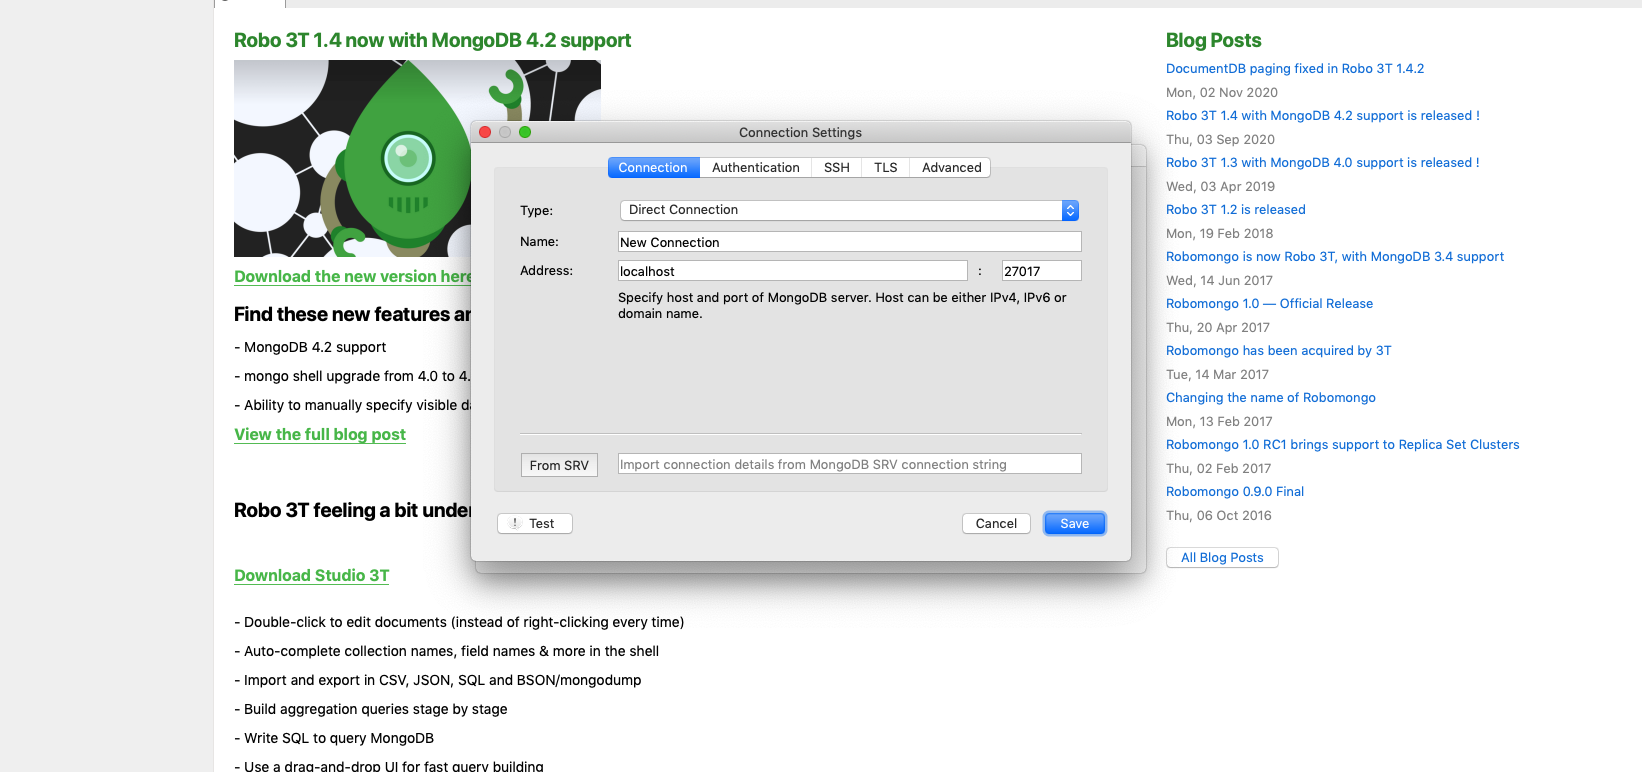 Robo 3T 1.4 now with MongoDB 4.2 support
Download the new version here
Find these new features an
- MongoDB 4.2 support
- mongo shell upgrade from 4.0 to 4.
- Ability to manually specify visible da
View the full blog post
Robo 3T feeling a bit under
Download Studio 3T
- Double-click to edit documents (instead of right-clicking every time)
- Auto-complete collection names, field names & more in the shell
- Import and export in CSV, JSON, SQL and BSON/mongodump
- Build aggregation queries stage by stage
- Write SQL to query MongoDB
- Use a drag-and-drop UI for fast query building
Connection Settings
Connection Authentication SSH TLS Advanced
Type: Direct Connection
Name: New Connection
Address: localhost : 27017
Specify host and port of MongoDB server. Host can be either IPv4, IPv6 or
domain name.
From SRV Import connection details from MongoDB SRV connection string
! Test Cancel Save
Blog Posts
DocumentDB paging fixed in Robo 3T 1.4.2
Mon, 02 Nov 2020
Robo 3T 1.4 with MongoDB 4.2 support is released !
Thu, 03 Sep 2020
Robo 3T 1.3 with MongoDB 4.0 support is released !
Wed, 03 Apr 2019
Robo 3T 1.2 is released
Mon, 19 Feb 2018
Robomongo is now Robo 3T, with MongoDB 3.4 support
Wed, 14 Jun 2017
Robomongo 1.0 — Official Release
Thu, 20 Apr 2017
Robomongo has been acquired by 3T
Tue, 14 Mar 2017
Changing the name of Robomongo
Mon, 13 Feb 2017
Robomongo 1.0 RC1 brings support to Replica Set Clusters
Thu, 02 Feb 2017
Robomongo 0.9.0 Final
Thu, 06 Oct 2016
All Blog Posts